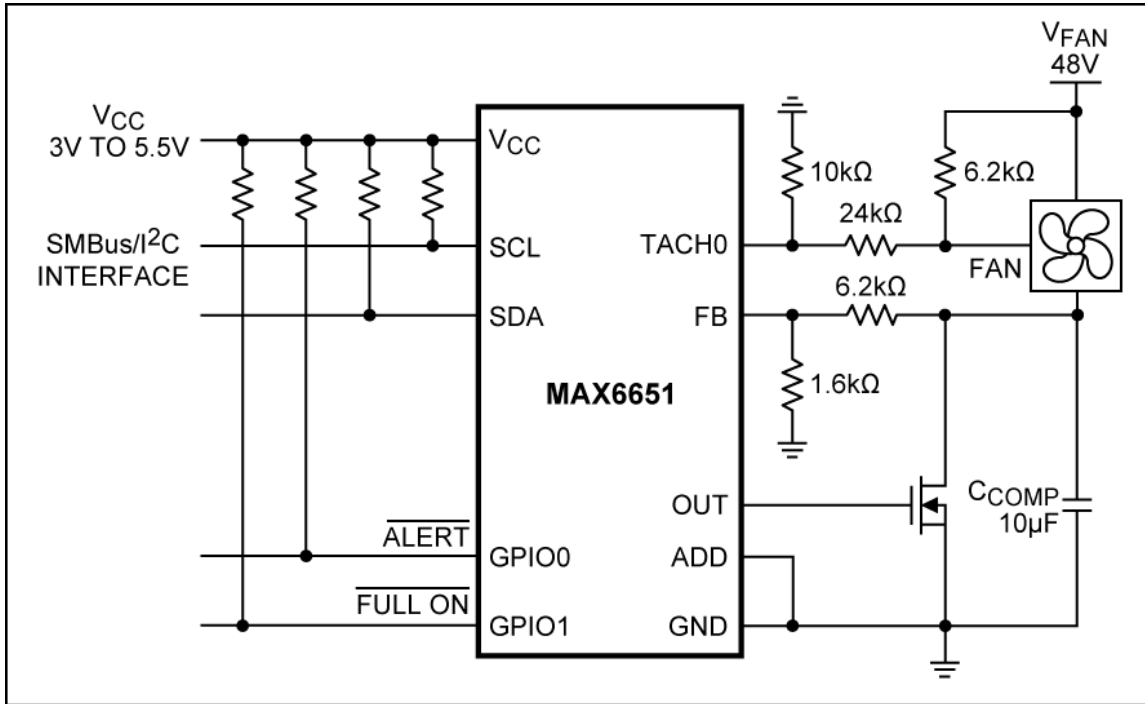 V_FAN
48V
V_CC
3V TO 5.5V
V_CC
10kΩ
6.2kΩ
24kΩ
SMBus/I²C
INTERFACE
SCL
TACH0
FAN
6.2kΩ
SDA
FB
1.6kΩ
MAX6651
C_COMP
10µF
OUT
ALERT
GPIO0
ADD
FULL ON
GPIO1
GND